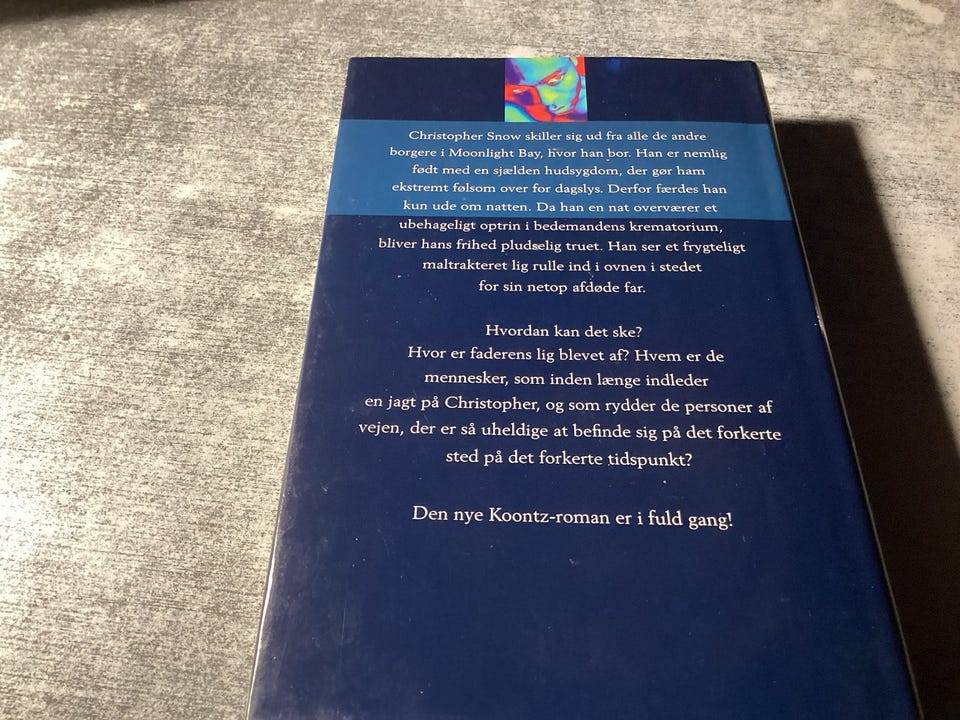 Christopher Snow skiller sig ud fra alle de andre
borgere i Moonlight Bay, hvor han bor. Han er nemlig
født med en sjælden hudsygdom, der gør ham
ekstremt følsom over for dagslys. Derfor færdes han
kun ude om natten. Da han en nat overværer et
ubehageligt optrin i bedemandens krematorium,
bliver hans frihed pludselig truet. Han ser et frygteligt
maltrakteret lig rulle ind i ovnen i stedet
for sin netop afdøde far.
Hvordan kan det ske?
Hvor er faderens lig blevet af? Hvem er de
mennesker, som inden længe indleder
en jagt på Christopher, og som rydder de personer af
vejen, der er så uheldige at befinde sig på det forkerte
sted på det forkerte tidspunkt?
Den nye Koontz-roman er i fuld gang!